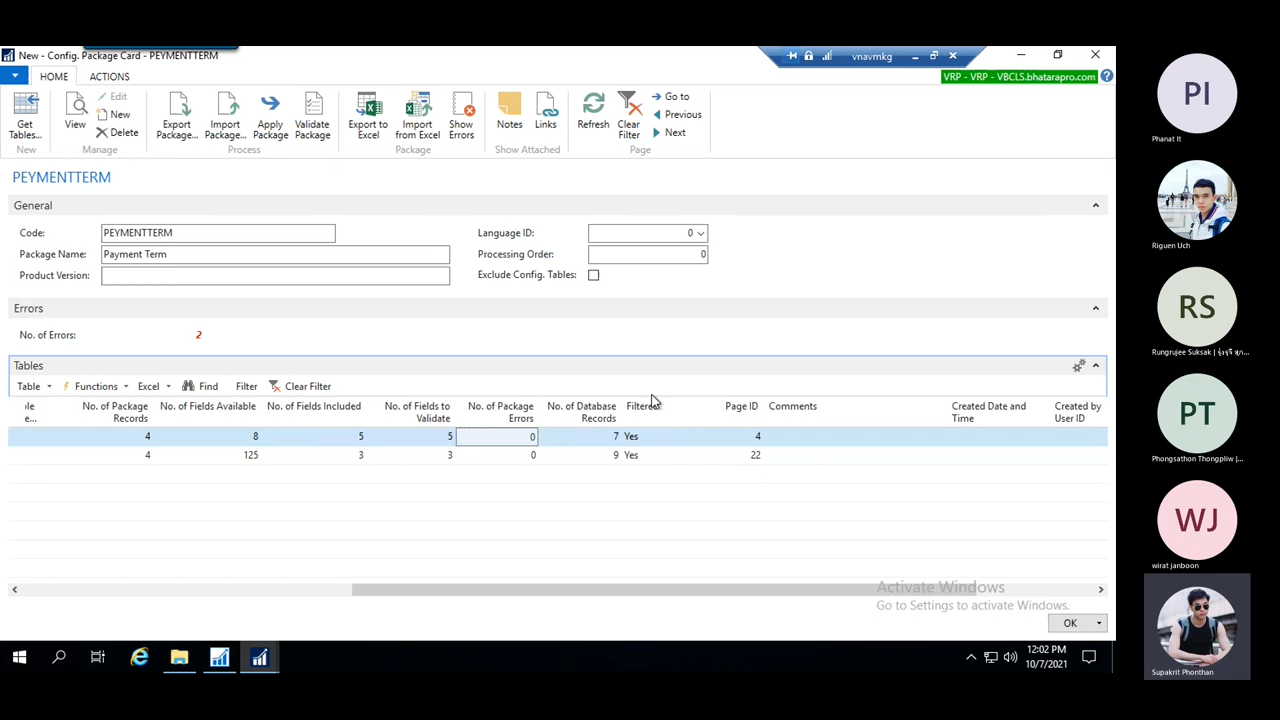 New - Config. Package Card - PEYMENTTERM
vnavmkg
HOME
ACTIONS
VRP - VRP - VBCLS.bhatarapro.com
Get Tables...
New
View
Edit
New
Delete
Manage
Export Package...
Import Package...
Apply Package
Validate Package
Process
Export to Excel
Import from Excel
Show Errors
Package
Notes
Links
Show Attached
Refresh
Clear Filter
Go to
Previous
Next
Page
PEYMENTTERM
General
Code: PEYMENTTERM
Language ID: 0
Package Name: Payment Term
Processing Order: 0
Product Version:
Exclude Config. Tables:
Errors
No. of Errors: 2
Tables
Table Functions Excel Find Filter Clear Filter
No. of Package Records No. of Fields Available No. of Fields Included No. of Fields to Validate No. of Package Errors No. of Database Records Filtered Page ID Comments Created Date and Time Created by User ID
4 8 5 5 0 7 Yes 4
4 125 3 3 0 9 Yes 22
Activate Windows
Go to Settings to activate Windows.
OK
12:02 PM
10/7/2021
PI
Phanat It
Riguen Uch
RS
Rungrujee Suksak | รุ่งรุจี สุก...
PT
Phongsathon Thongpliw |...
WJ
wirat janboon
Supakrit Phonthan